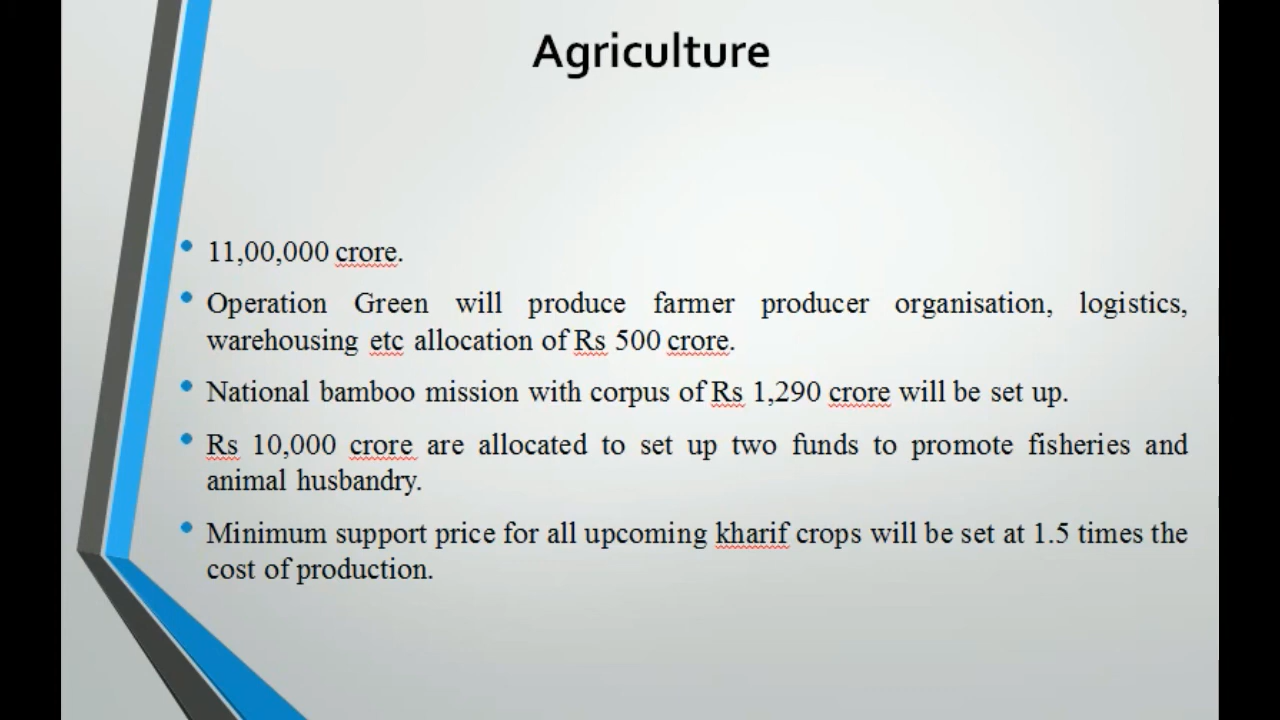 Agriculture
• 11,00,000 crore.
• Operation Green will produce farmer producer organisation, logistics,
warehousing etc allocation of Rs 500 crore.
• National bamboo mission with corpus of Rs 1,290 crore will be set up.
• Rs 10,000 crore are allocated to set up two funds to promote fisheries and
animal husbandry.
• Minimum support price for all upcoming kharif crops will be set at 1.5 times the
cost of production.